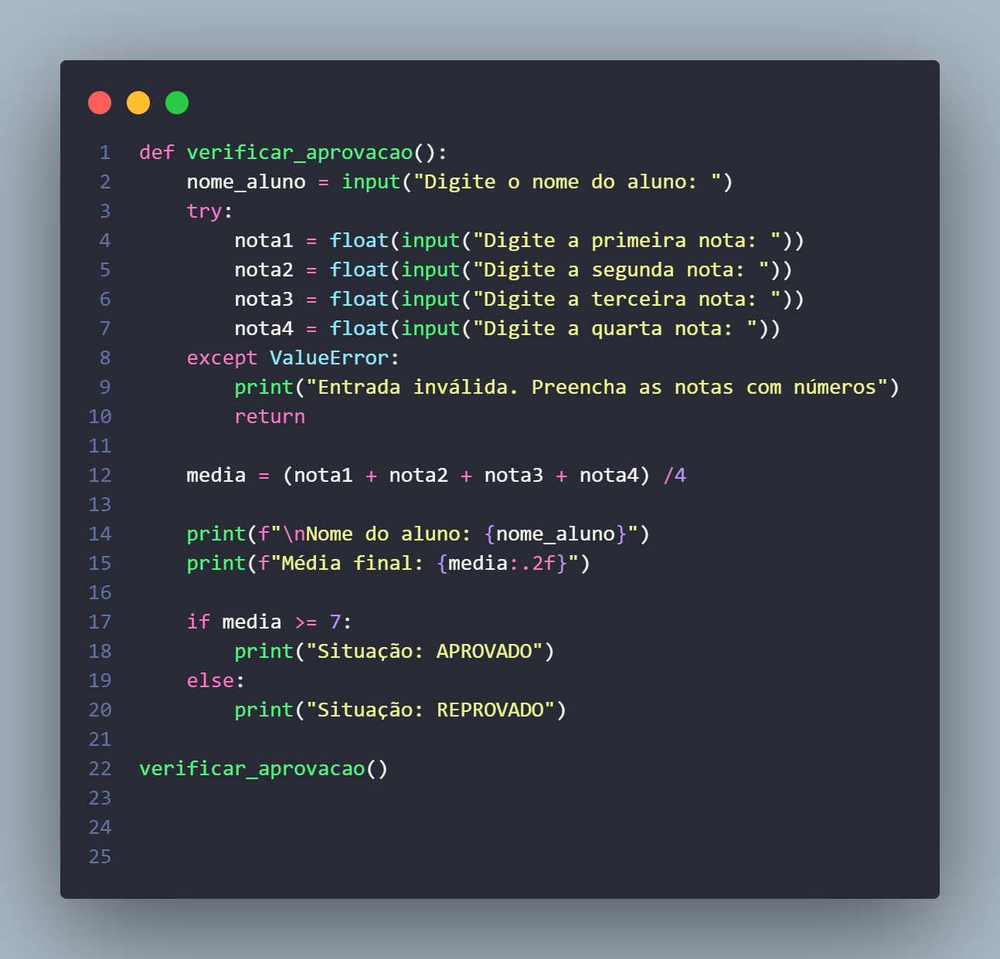 1 def verificar_aprovacao():
2     nome_aluno = input("Digite o nome do aluno: ")
3     try:
4         nota1 = float(input("Digite a primeira nota: "))
5         nota2 = float(input("Digite a segunda nota: "))
6         nota3 = float(input("Digite a terceira nota: "))
7         nota4 = float(input("Digite a quarta nota: "))
8     except ValueError:
9         print("Entrada inválida. Preencha as notas com números")
10         return
11
12     media = (nota1 + nota2 + nota3 + nota4) /4
13
14     print(f"\nNome do aluno: {nome_aluno}")
15     print(f"Média final: {media:.2f}")
16
17     if media >= 7:
18         print("Situação: APROVADO")
19     else:
20         print("Situação: REPROVADO")
21
22 verificar_aprovacao()
23
24
25